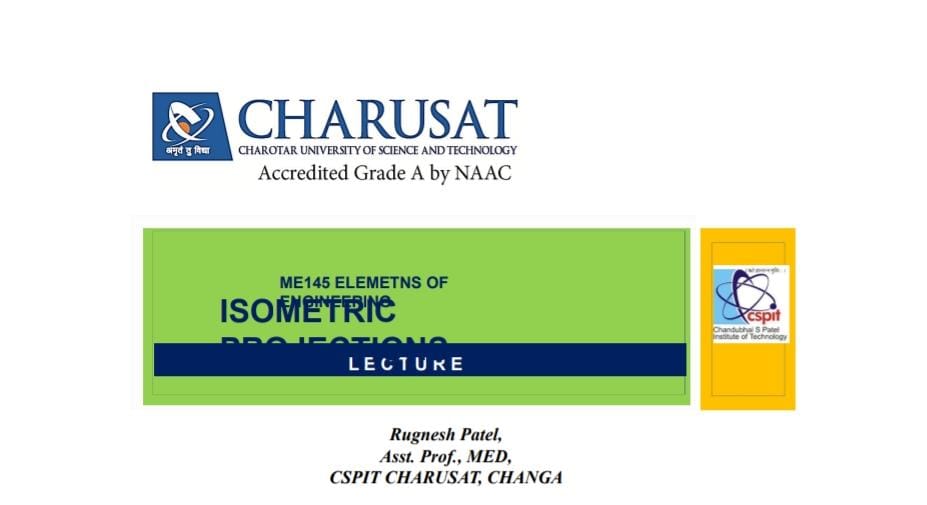 CHARUSAT
अमृतं तु विद्या
CHAROTAR UNIVERSITY OF SCIENCE AND TECHNOLOGY
Accredited Grade A by NAAC
ME145 ELEMETNS OF
ENGINEERING
ISOMETRIC
PROJECTIONS
LECTURE
cspit
Chandubhai S Patel
Institute of Technology
Rugnesh Patel,
Asst. Prof., MED,
CSPIT CHARUSAT, CHANGA